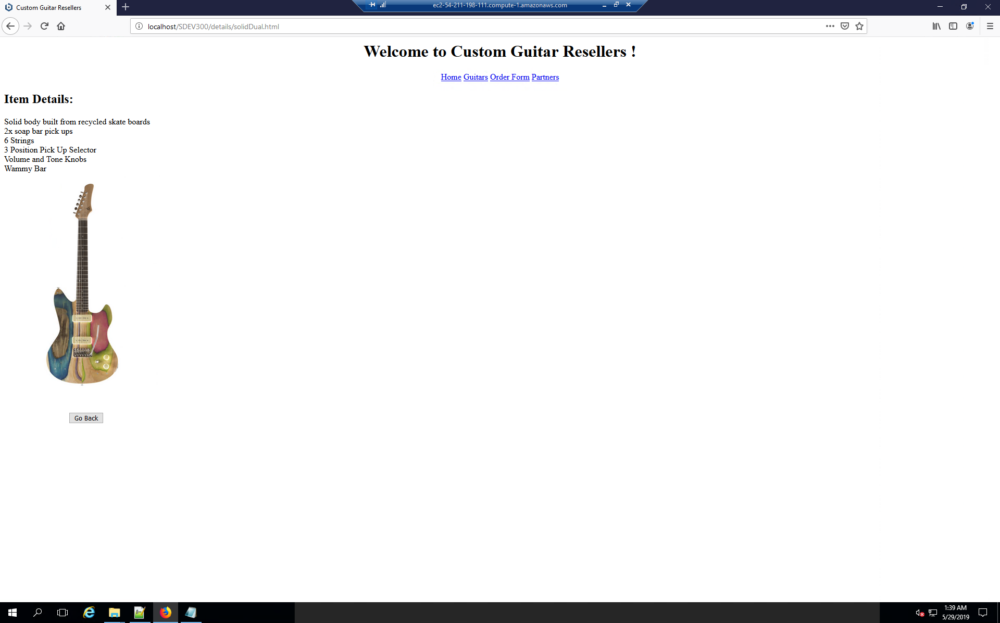 Custom Guitar Resellers
ec2-54-211-198-111.compute-1.amazonaws.com
localhost/SDEV300/details/solidDual.html
Welcome to Custom Guitar Resellers !
Home Guitars Order Form Partners
Item Details:
Solid body built from recycled skate boards
2x soap bar pick ups
6 Strings
3 Position Pick Up Selector
Volume and Tone Knobs
Wammy Bar
Go Back
1:39 AM
5/29/2019